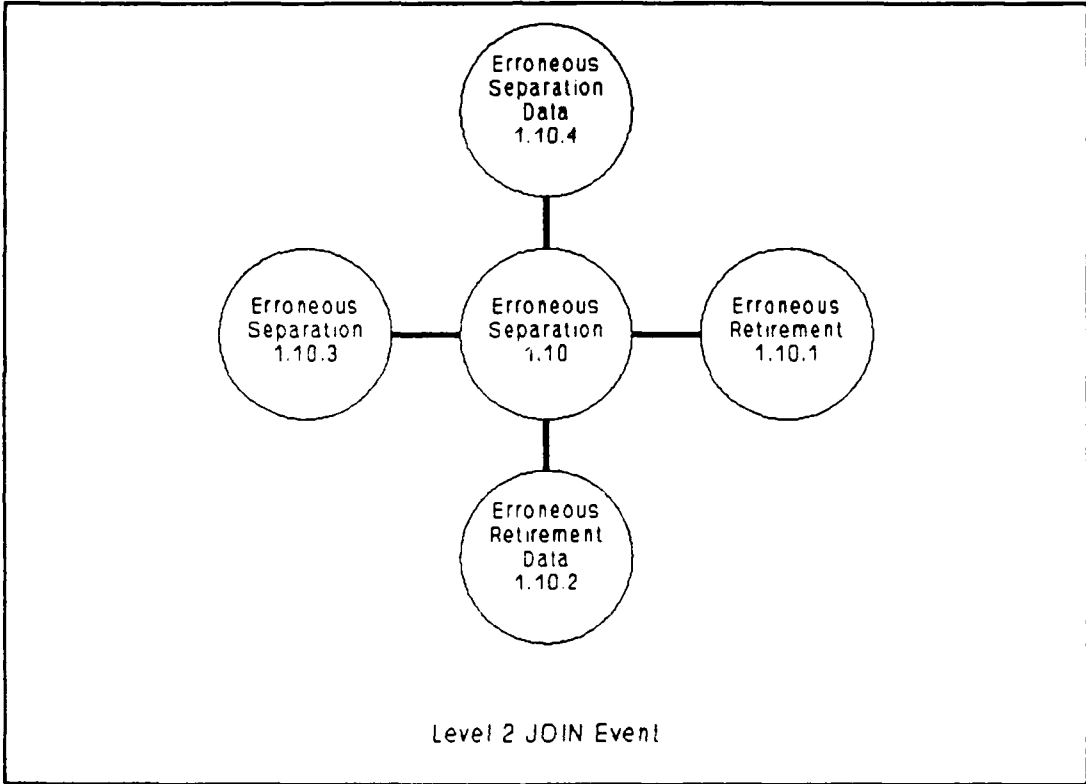 Erroneous
Separation
Data
1.10.4
Erroneous
Separation
1.10.3
Erroneous
Separation
1.10
Erroneous
Retirement
1.10.1
Erroneous
Retirement
Data
1.10.2
Level 2 JOIN Event